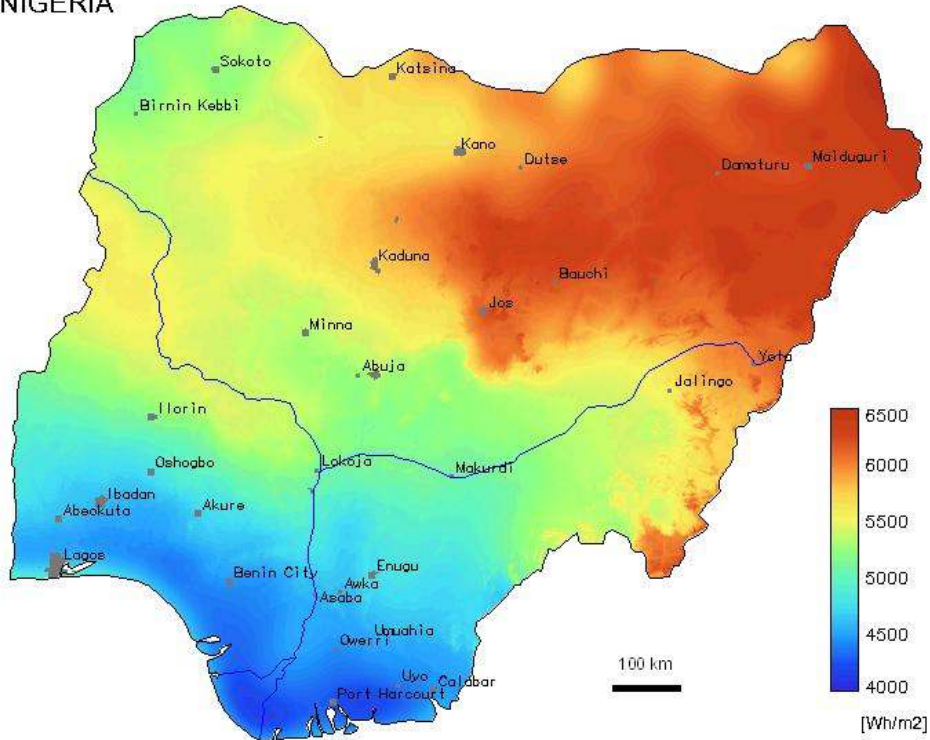 NIGERIA
Sokoto
Katsina
Birnin Kebbi
Kano
Dutse
Damaturu
Maiduguri
Kaduna
Bauchi
Jos
Minna
Abuja
Yola
Jalingo
Ilorin
6500
Oshogbo
Lokoja
Makurdi
6000
Ibadan
Abeokuta
Akure
5500
Lagos
Benin City
Enugu
5000
Awka
Asaba
Umuahia
4500
Owerri
100 km
Uyo
Calabar
4000
Port Harcourt
[Wh/m2]